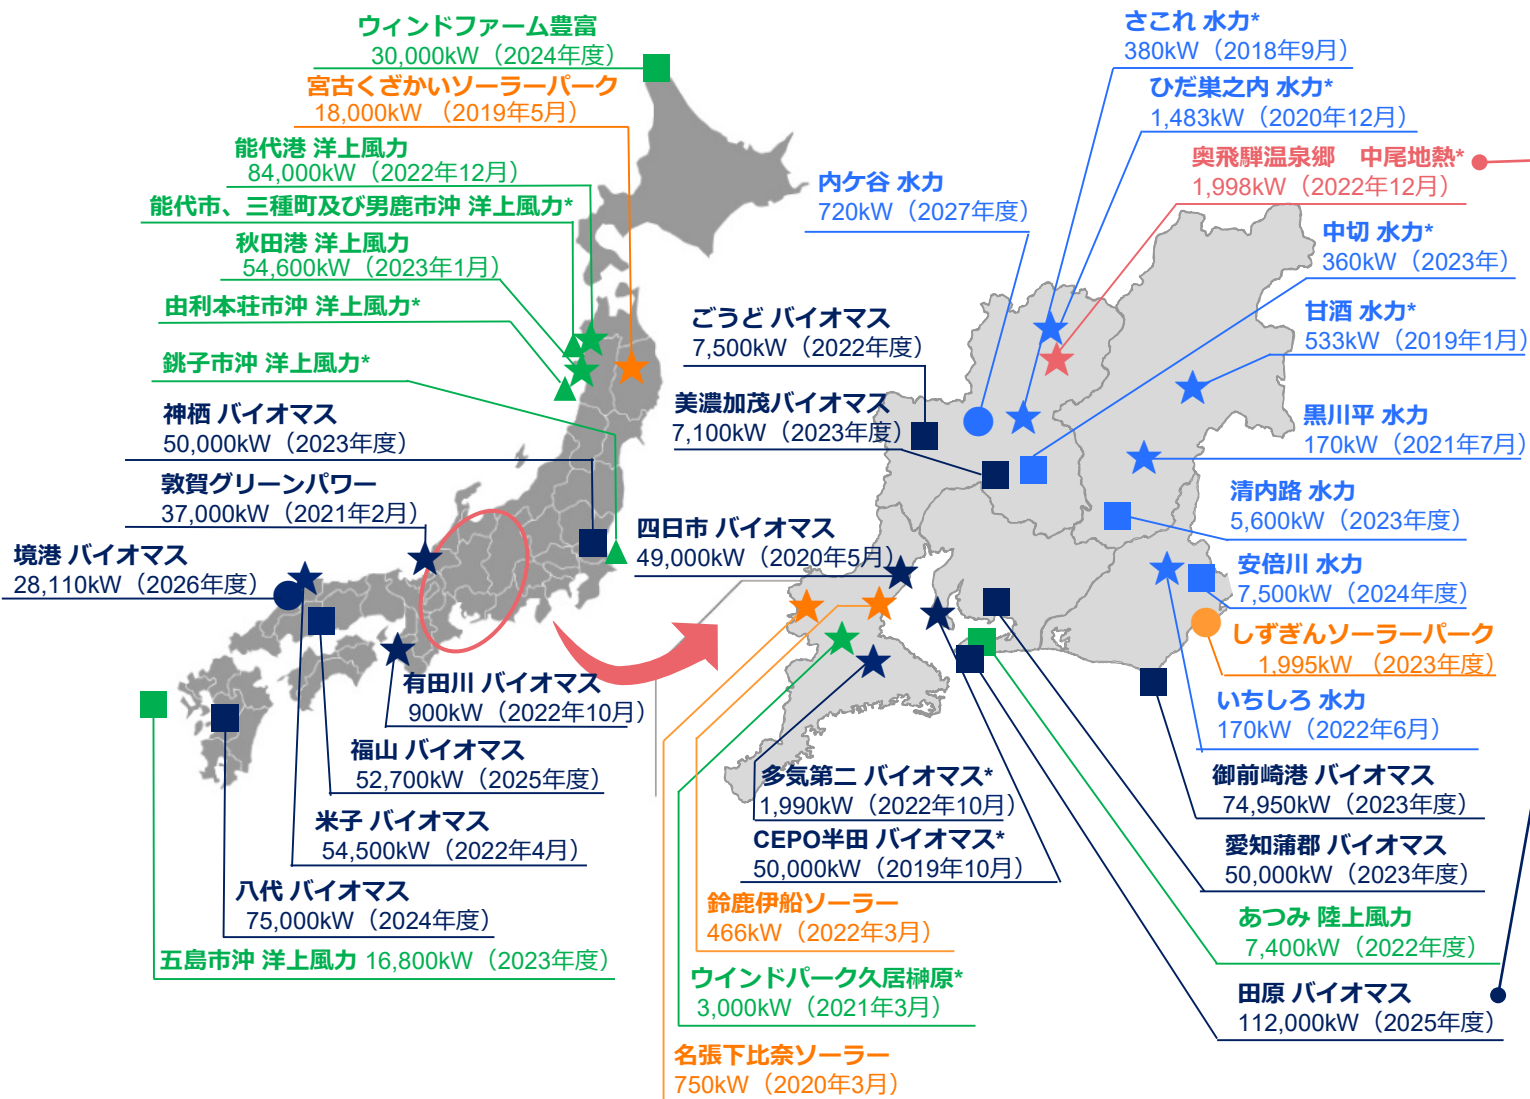 ウィンドファーム豊富
30,000kW（2024年度）
宮古くざかいソーラーパーク
18,000kW （2019年5月）
能代港 洋上風力
84,000kW（2022年12月）
能代市、三種町及び男鹿市沖 洋上風力*
秋田港 洋上風力
54,600kW（2023年1月）
由利本荘市沖 洋上風力*
銚子市沖 洋上風力*
神栖 バイオマス
50,000kW（2023年度）
敦賀グリーンパワー
37,000kW（2021年2月）
境港 バイオマス
28,110kW（2026年度）
有田川 バイオマス
900kW（2022年10月）
福山 バイオマス
52,700kW（2025年度）
米子 バイオマス
54,500kW（2022年4月）
八代 バイオマス
75,000kW（2024年度）
五島市沖 洋上風力 16,800kW（2023年度）
さこれ 水力*
380kW（2018年9月）
ひだ巣之内 水力*
1,483kW（2020年12月）
奥飛騨温泉郷　中尾地熱*
1,998kW（2022年12月）
内ケ谷 水力
720kW（2027年度）
中切 水力*
360kW（2023年）
ごうど バイオマス
7,500kW（2022年度）
甘酒 水力*
533kW（2019年1月）
美濃加茂バイオマス
7,100kW（2023年度）
黒川平 水力
170kW（2021年7月）
清内路 水力
5,600kW（2023年度）
四日市 バイオマス
49,000kW（2020年5月）
安倍川 水力
7,500kW（2024年度）
しずぎんソーラーパーク
1,995kW （2023年度）
いちしろ 水力
170kW（2022年6月）
多気第二 バイオマス*
1,990kW（2022年10月）
御前崎港 バイオマス
74,950kW（2023年度）
CEPO半田 バイオマス*
50,000kW（2019年10月）
愛知蒲郡 バイオマス
50,000kW（2023年度）
鈴鹿伊船ソーラー
466kW（2022年3月）
あつみ 陸上風力
7,400kW（2022年度）
ウインドパーク久居榊原*
3,000kW（2021年3月）
田原 バイオマス
112,000kW（2025年度）
名張下比奈ソーラー
750kW（2020年3月）